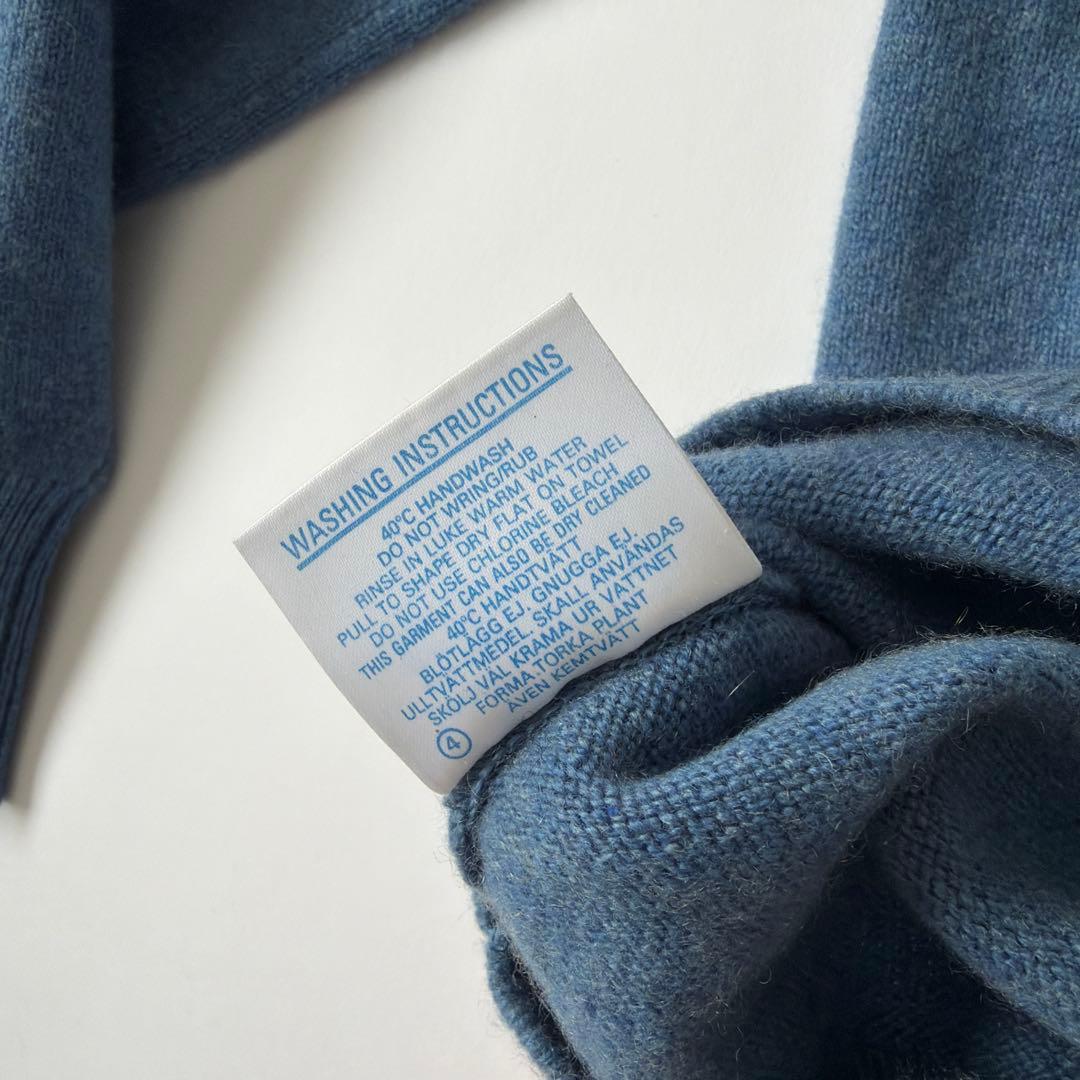 WASHING INSTRUCTIONS
40°C HANDWASH
DO NOT WRING/RUB
RINSE IN LUKE WARM WATER
PULL TO SHAPE DRY FLAT ON TOWEL
DO NOT USE CHLORINE BLEACH
THIS GARMENT CAN ALSO BE DRY CLEANED
40°C HANDTVÄTT
BLÖTLÄGG EJ. GNUGGA EJ.
ULLTVÄTTMEDEL. SKALL ANVÄNDAS
SKÖLJ VÄL KRAMA UR VATTNET
FORMA TORKA PLANT
ÄVEN KEMTVÄTT
4